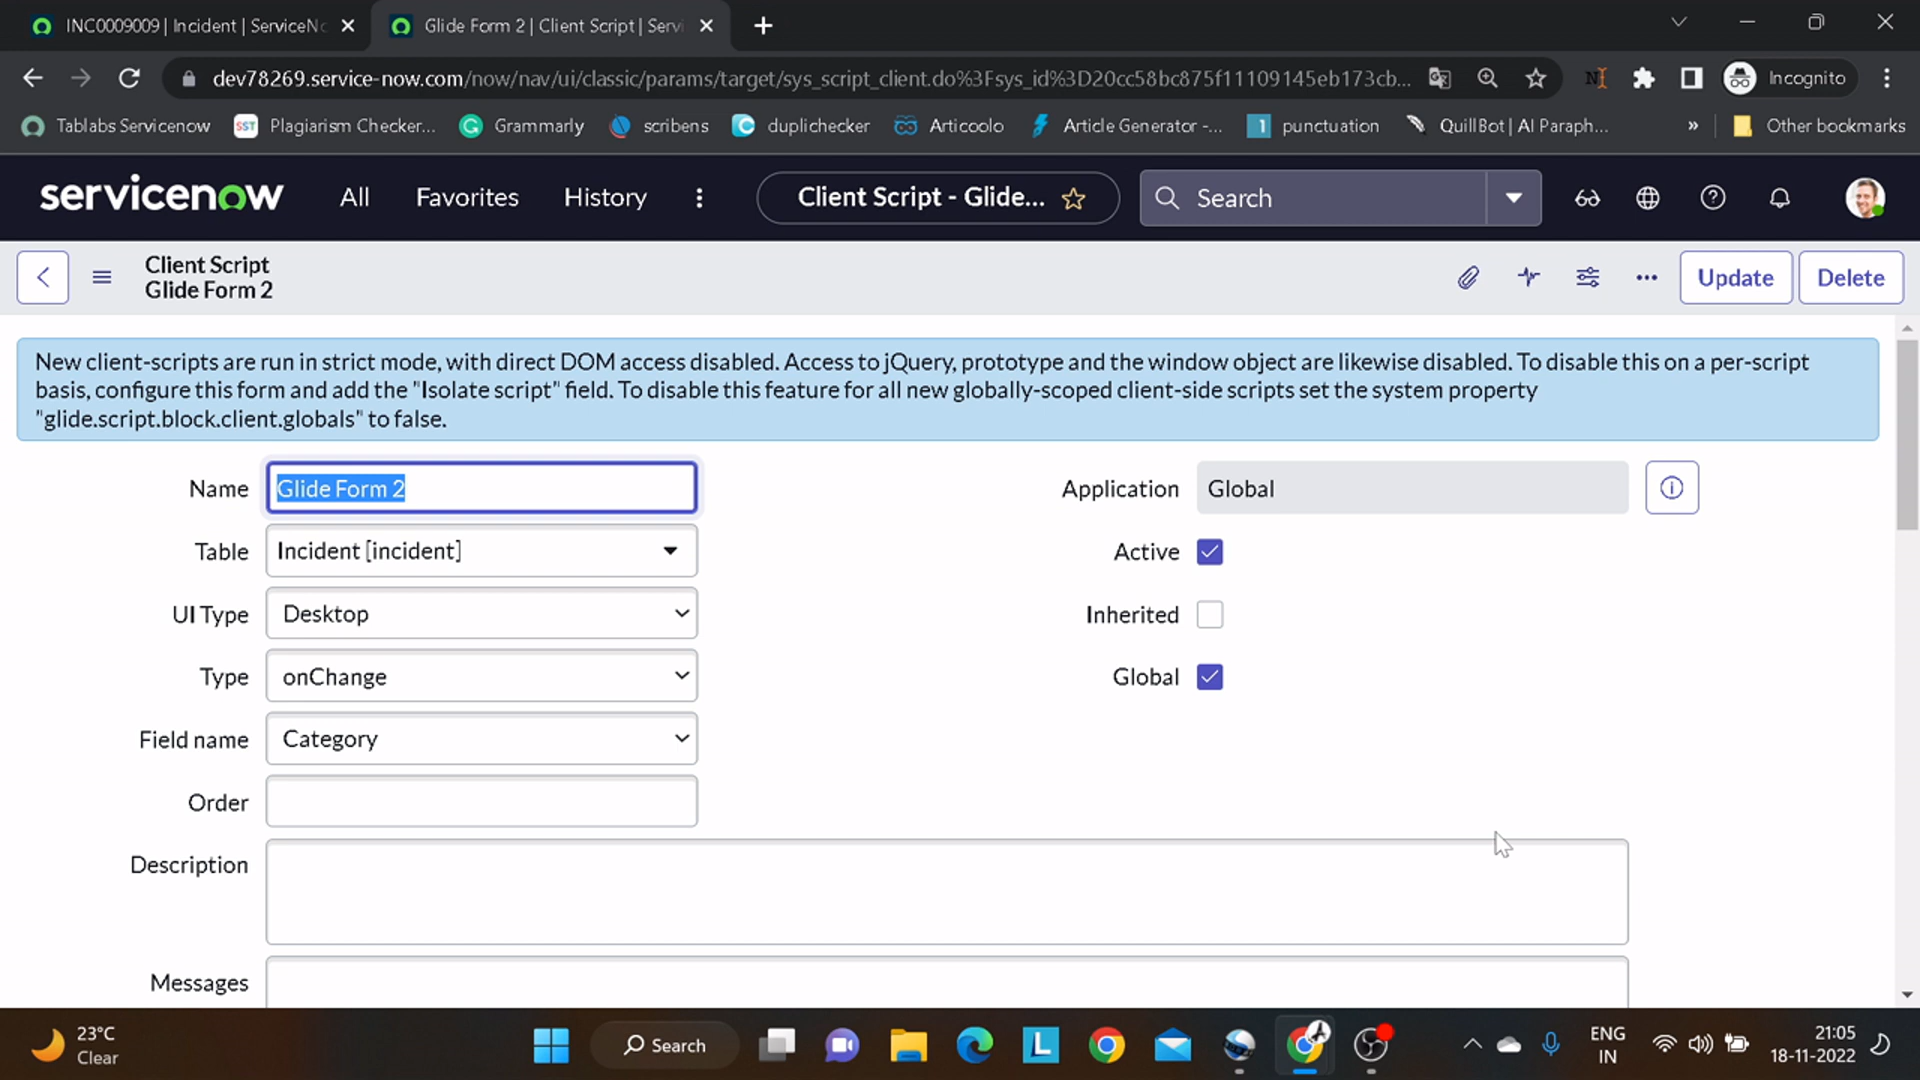 INC0009009 | Incident | ServiceNo
Glide Form 2 | Client Script | Servi
dev78269.service-now.com/now/nav/ui/classic/params/target/sys_script_client.do%3Fsys_id%3D20cc58bc875f11109145eb173cb...
Incognito
Tablabs Servicenow
SST
Plagiarism Checker...
Grammarly
scribens
duplichecker
Articoolo
Article Generator -...
1
punctuation
QuillBot | AI Paraph...
»
Other bookmarks
servicenow
All
Favorites
History
Client Script - Glide...
Search
Client Script
Glide Form 2
Update
Delete
New client-scripts are run in strict mode, with direct DOM access disabled. Access to jQuery, prototype and the window object are likewise disabled. To disable this on a per-script
basis, configure this form and add the "Isolate script" field. To disable this feature for all new globally-scoped client-side scripts set the system property
"glide.script.block.client.globals" to false.
Name
Glide Form 2
Application
Global
Table
Incident [incident]
Active
UI Type
Desktop
Inherited
Type
onChange
Global
Field name
Category
Order
Description
Messages
23°C
Clear
Search
L
ENG
IN
21:05
18-11-2022